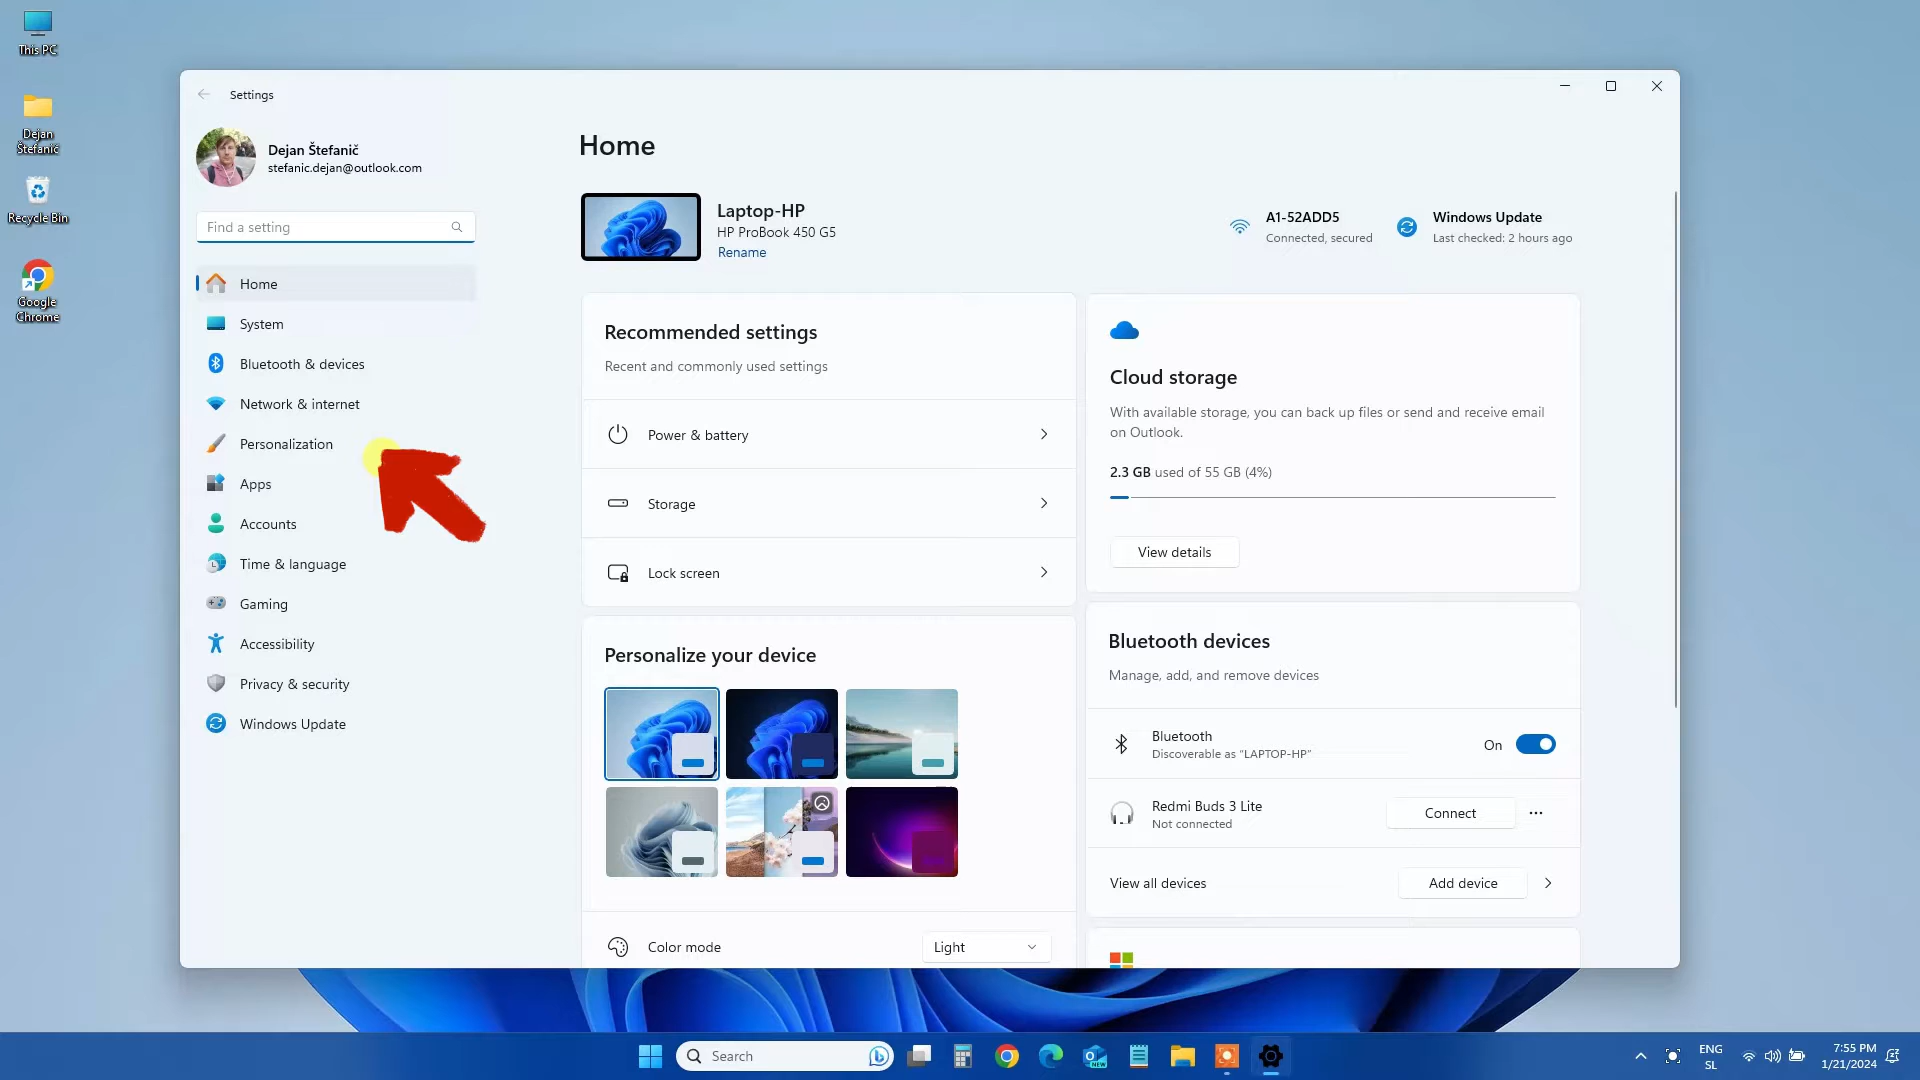 This PC
Dejan
Štefanič
Recycle Bin
Google
Chrome
Settings
Dejan Štefanič
stefanic.dejan@outlook.com
Find a setting
Home
System
Bluetooth & devices
Network & internet
Personalization
Apps
Accounts
Time & language
Gaming
Accessibility
Privacy & security
Windows Update
Home
Laptop-HP
HP ProBook 450 G5
Rename
A1-52ADD5
Connected, secured
Windows Update
Last checked: 2 hours ago
Recommended settings
Recent and commonly used settings
Power & battery
Storage
Lock screen
Personalize your device
Color mode
Light
Cloud storage
With available storage, you can back up files or send and receive email
on Outlook.
2.3 GB used of 55 GB (4%)
View details
Bluetooth devices
Manage, add, and remove devices
Bluetooth
Discoverable as “LAPTOP-HP”
On
Redmi Buds 3 Lite
Not connected
Connect
View all devices
Add device
Search
NEW
ENG
SL
7:55 PM
1/21/2024